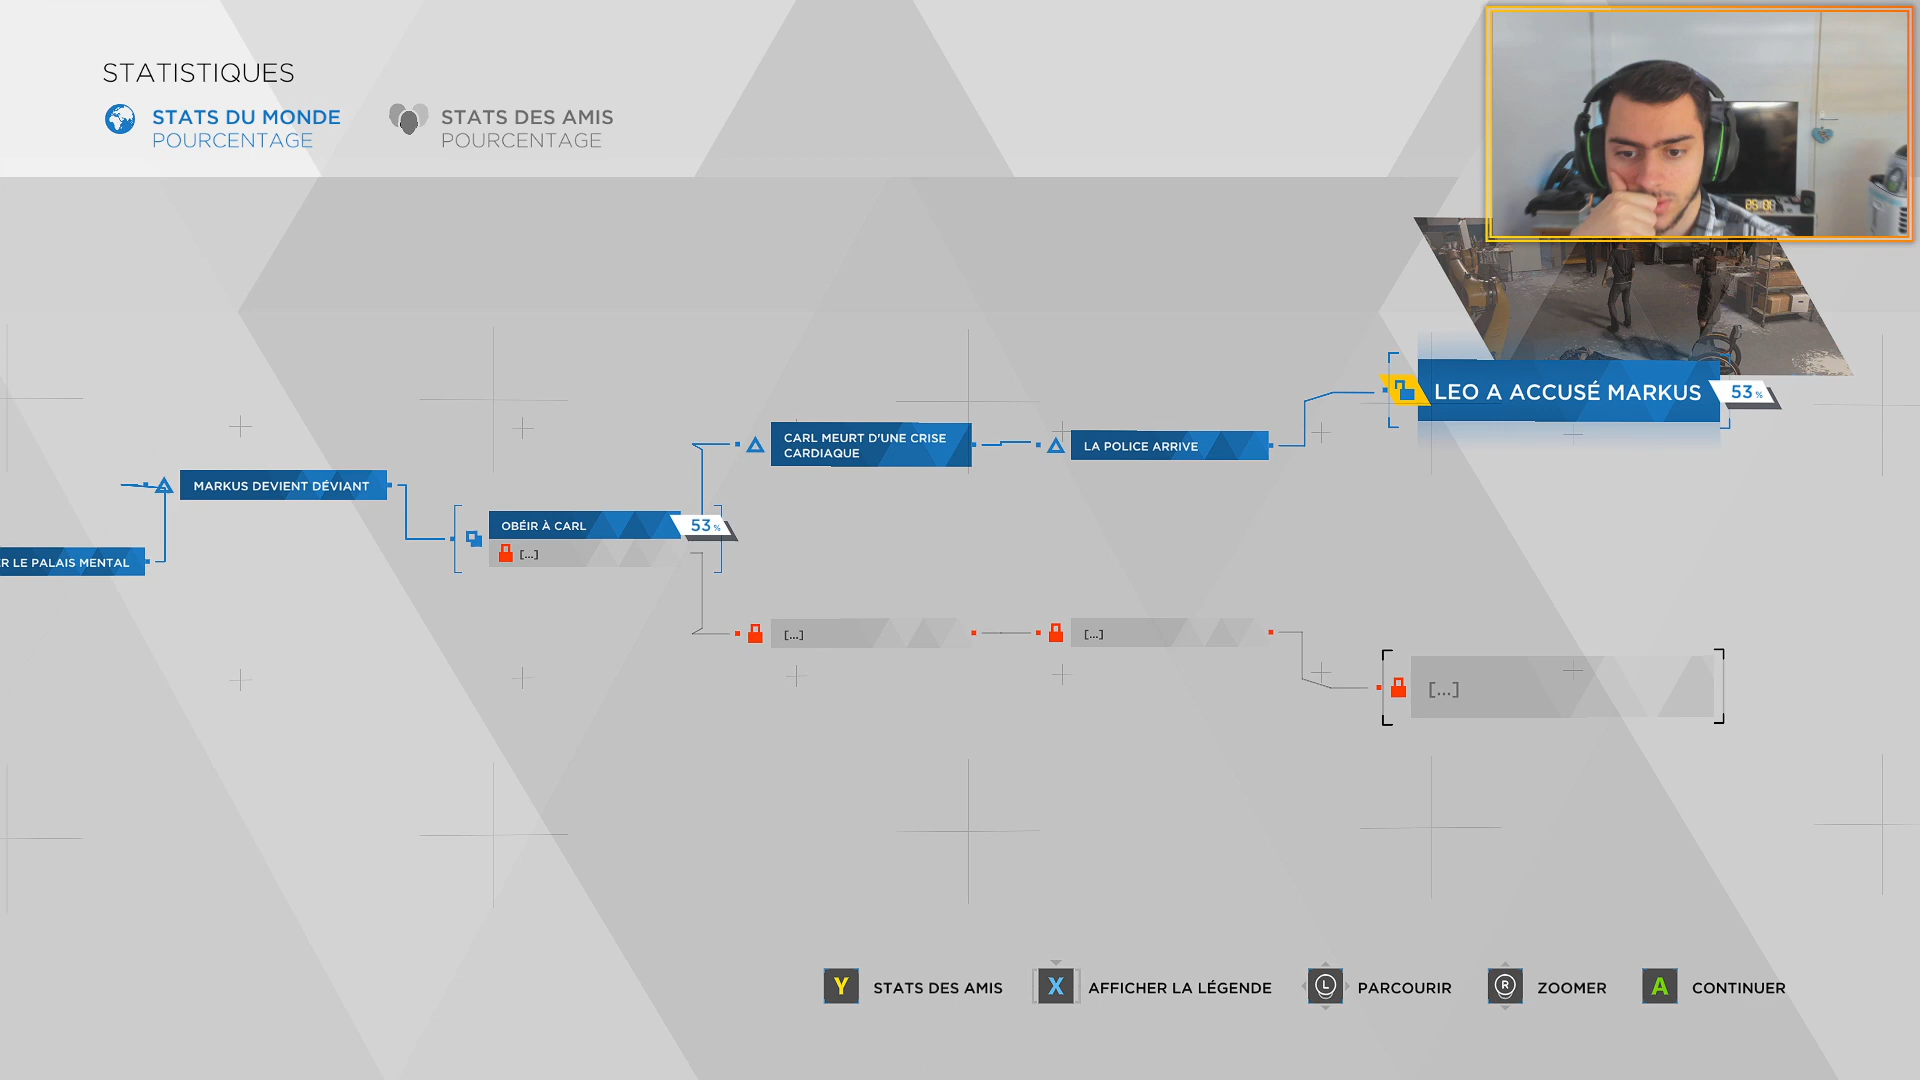 STATISTIQUES
STATS DU MONDE
POURCENTAGE
STATS DES AMIS
POURCENTAGE
LEO A ACCUSÉ MARKUS
53 %
CARL MEURT D'UNE CRISE
CARDIAQUE
LA POLICE ARRIVE
MARKUS DEVIENT DÉVIANT
OBÉIR À CARL
53 %
[...]
R LE PALAIS MENTAL
[...]
[...]
[...]
Y STATS DES AMIS
X AFFICHER LA LÉGENDE
L PARCOURIR
R ZOOMER
A CONTINUER